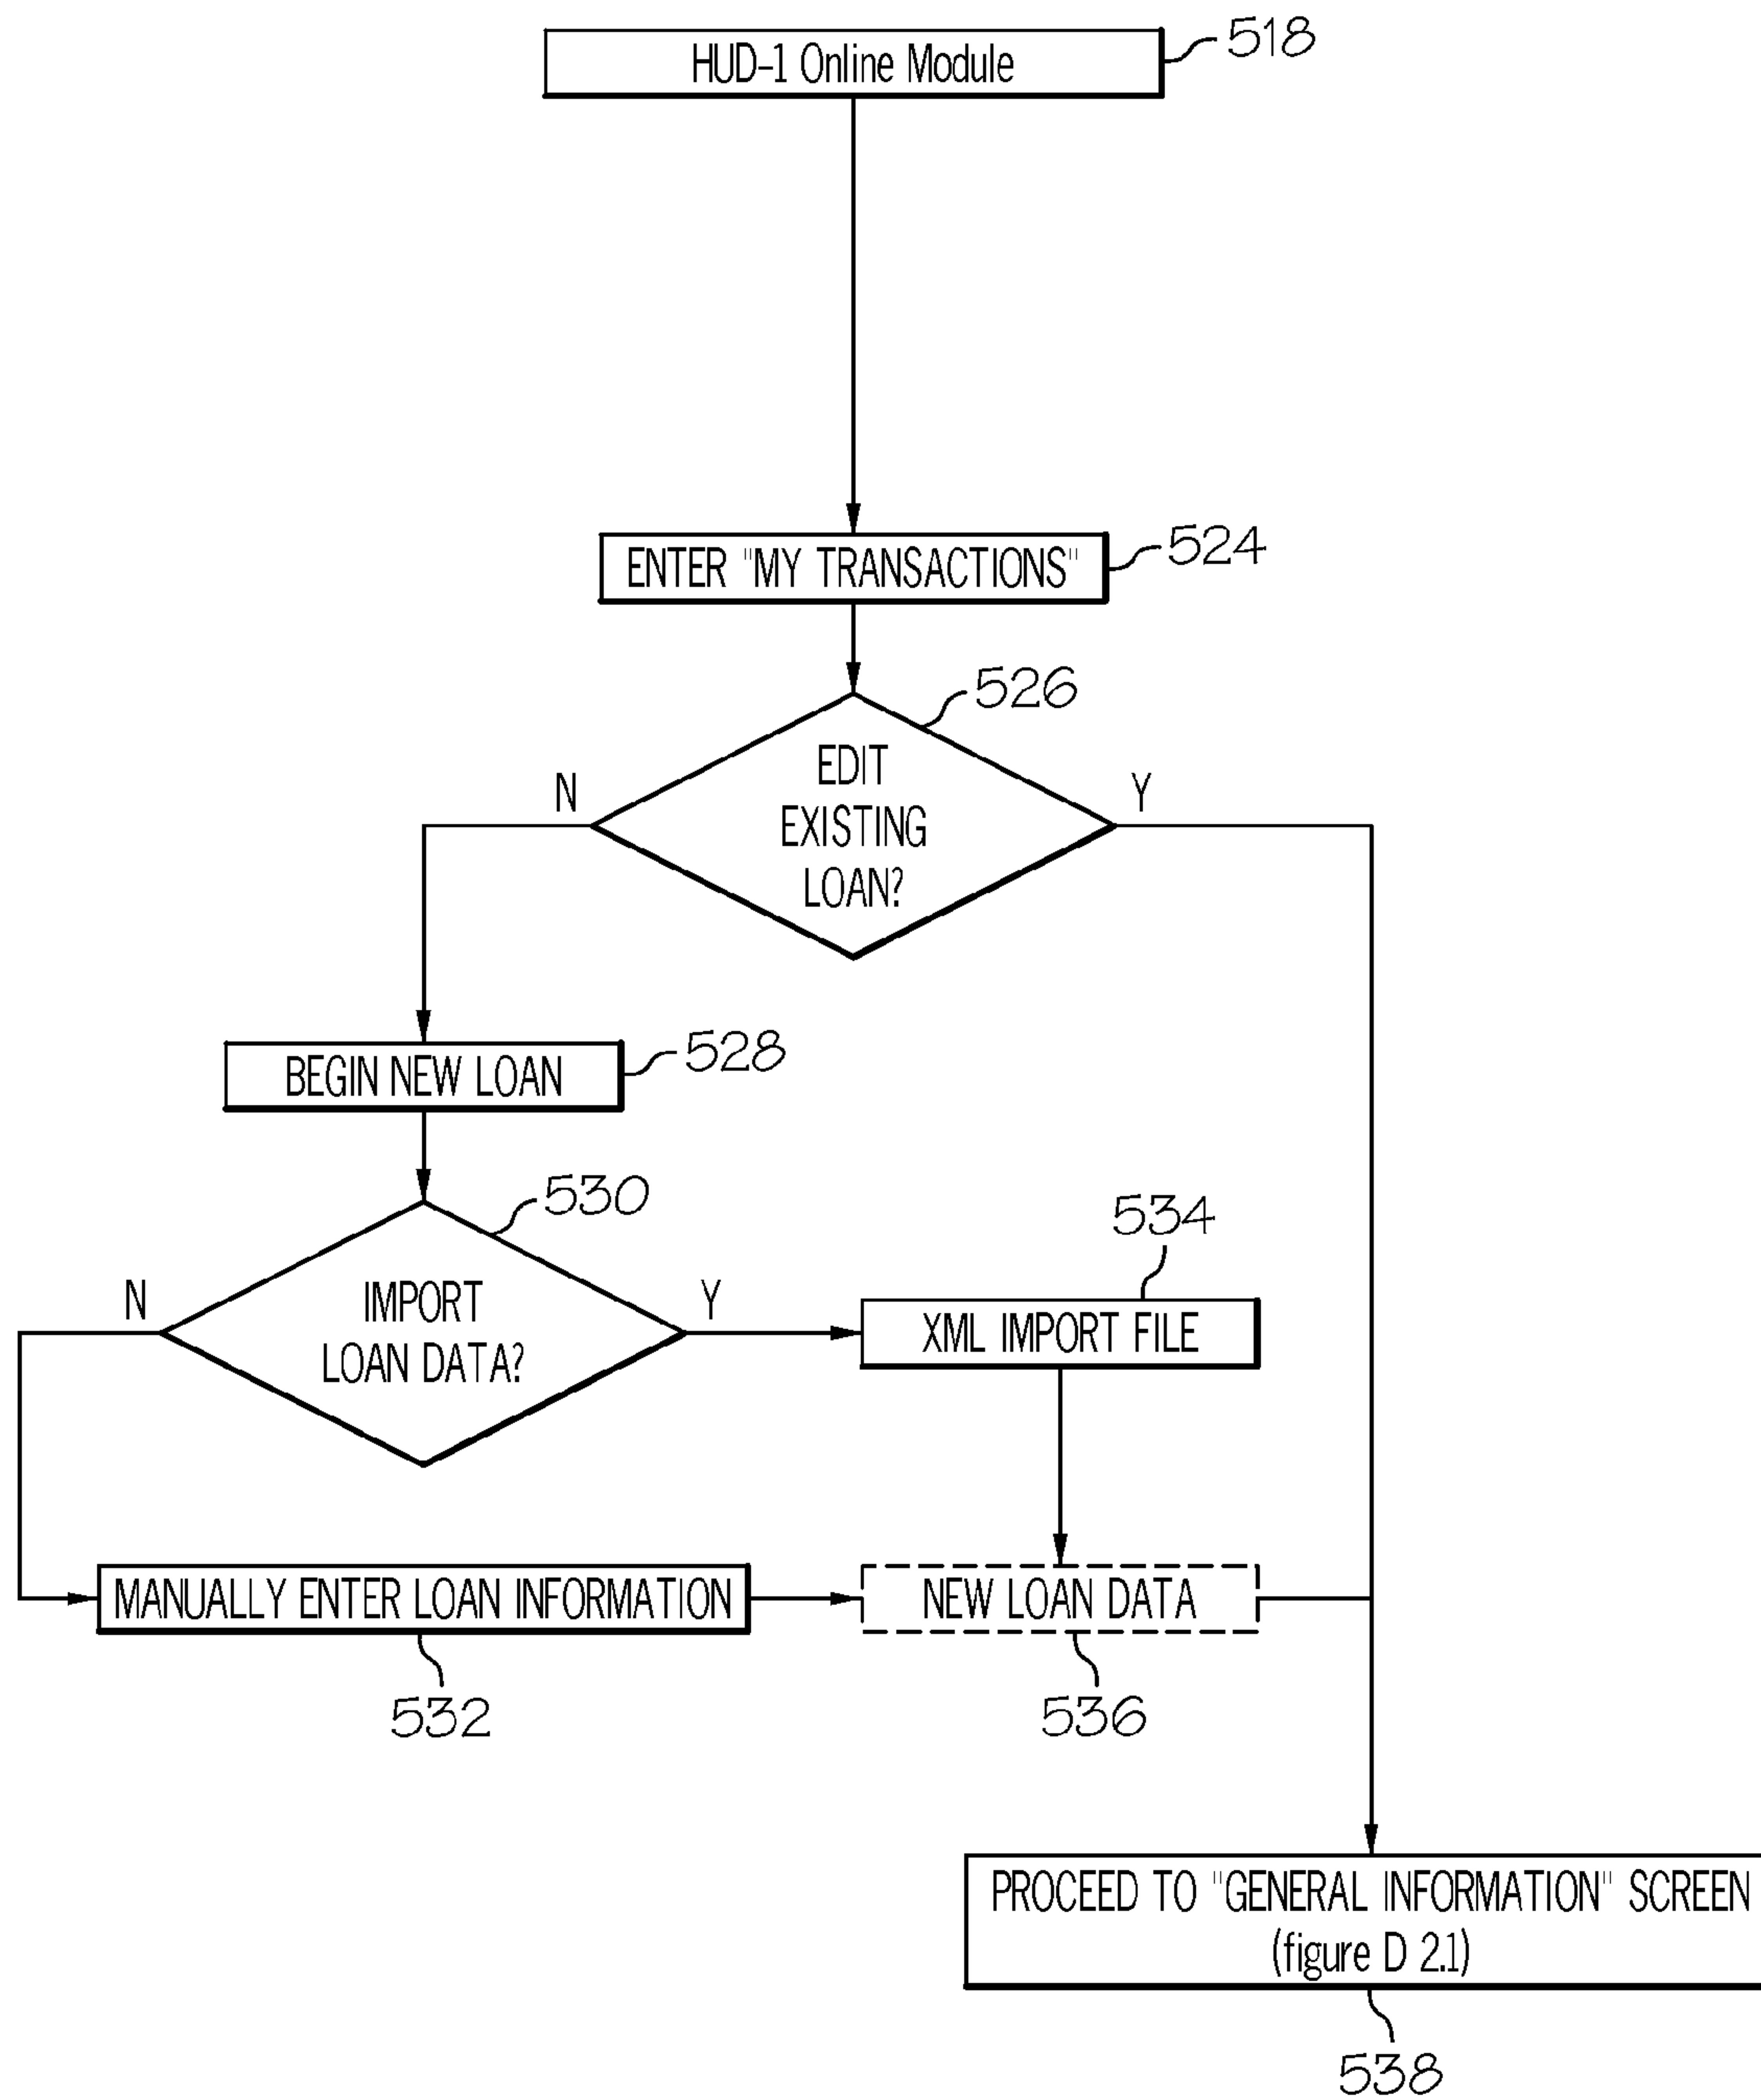 HUD-1 Online Module
518
ENTER "MY TRANSACTIONS"
524
526
EDIT
EXISTING
LOAN?
N
Y
BEGIN NEW LOAN
528
530
IMPORT
LOAN DATA?
N
Y
534
XML IMPORT FILE
MANUALLY ENTER LOAN INFORMATION
532
NEW LOAN DATA
536
PROCEED TO "GENERAL INFORMATION" SCREEN
(figure D 2.1)
538